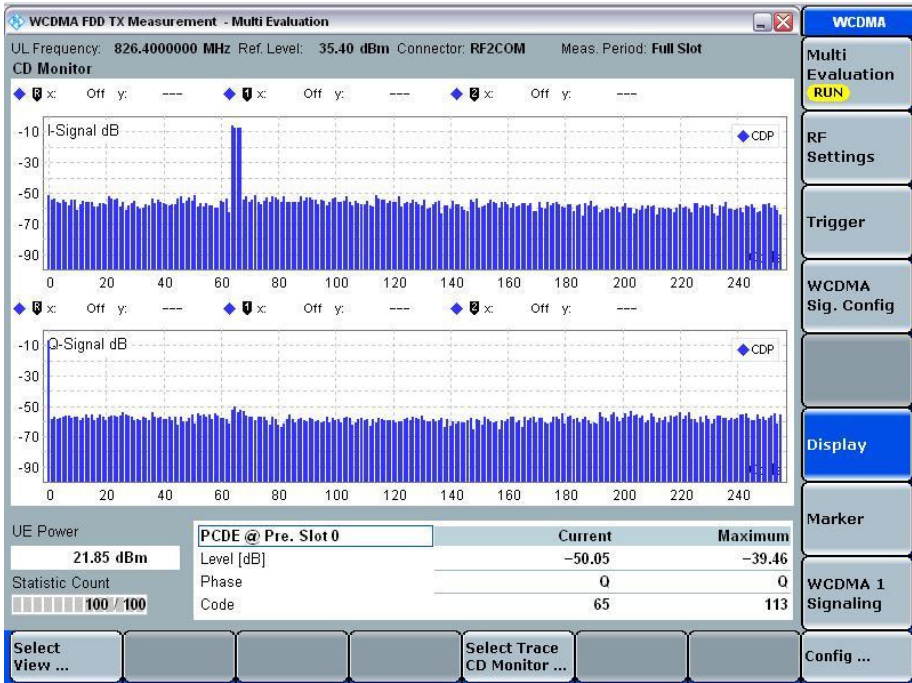 WCDMA FDD TX Measurement - Multi Evaluation
WCDMA
UL Frequency: 826.4000000 MHz Ref. Level: 35.40 dBm Connector: RF2COM Meas. Period: Full Slot
CD Monitor
R x: Off y: --- 1 x: Off y: --- 2 x: Off y: ---
I-Signal dB
CDP
-10
-30
-50
-70
-90
0 20 40 60 80 100 120 140 160 180 200 220 240
R x: Off y: --- 1 x: Off y: --- 2 x: Off y: ---
Q-Signal dB
CDP
-10
-30
-50
-70
-90
0 20 40 60 80 100 120 140 160 180 200 220 240
UE Power
21.85 dBm
Statistic Count
100 / 100
PCDE @ Pre. Slot 0 Current Maximum
Level [dB] -50.05 -39.46
Phase Q Q
Code 65 113
Multi
Evaluation
RUN
RF
Settings
Trigger
WCDMA
Sig. Config
Display
Marker
WCDMA 1
Signaling
Select
View ...
Select Trace
CD Monitor ...
Config ...